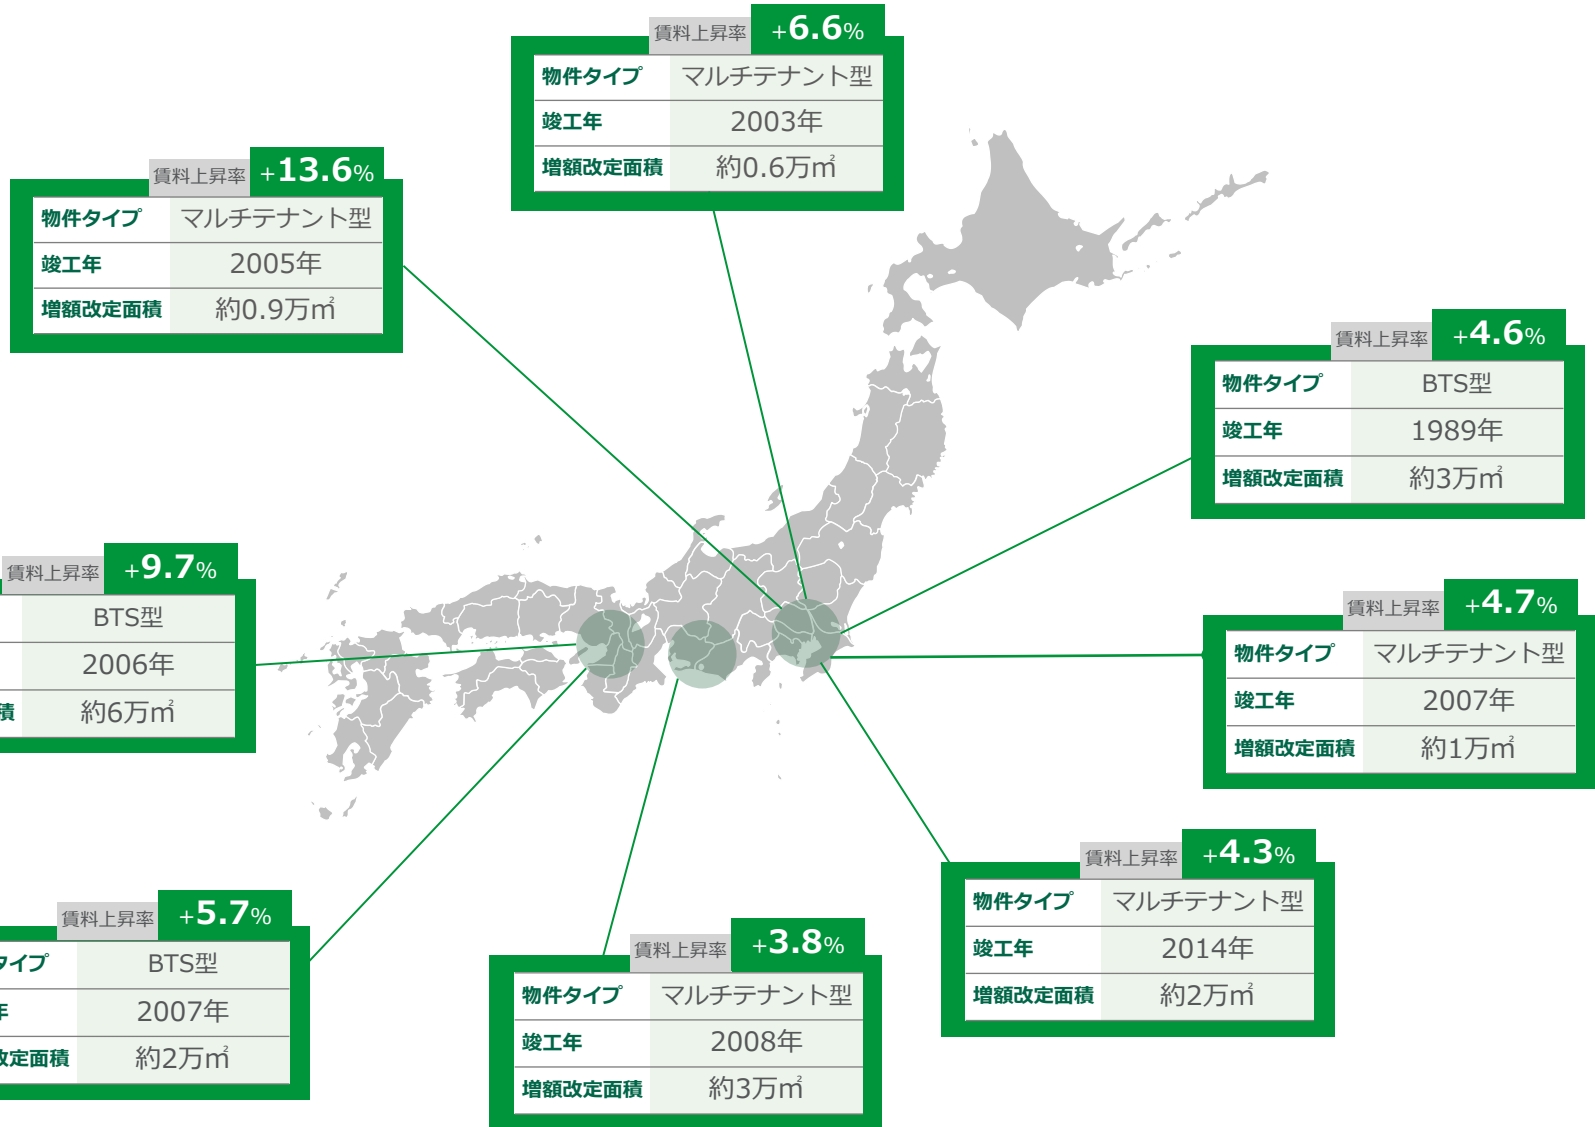 賃料上昇率 +6.6%
物件タイプ マルチテナント型
竣工年 2003年
増額改定面積 約0.6万㎡
賃料上昇率 +13.6%
物件タイプ マルチテナント型
竣工年 2005年
増額改定面積 約0.9万㎡
賃料上昇率 +4.6%
物件タイプ BTS型
竣工年 1989年
増額改定面積 約3万㎡
賃料上昇率 +9.7%
BTS型
2006年
積 約6万㎡
賃料上昇率 +4.7%
物件タイプ マルチテナント型
竣工年 2007年
増額改定面積 約1万㎡
賃料上昇率 +4.3%
物件タイプ マルチテナント型
竣工年 2014年
増額改定面積 約2万㎡
賃料上昇率 +5.7%
タイプ BTS型
年 2007年
改定面積 約2万㎡
賃料上昇率 +3.8%
物件タイプ マルチテナント型
竣工年 2008年
増額改定面積 約3万㎡